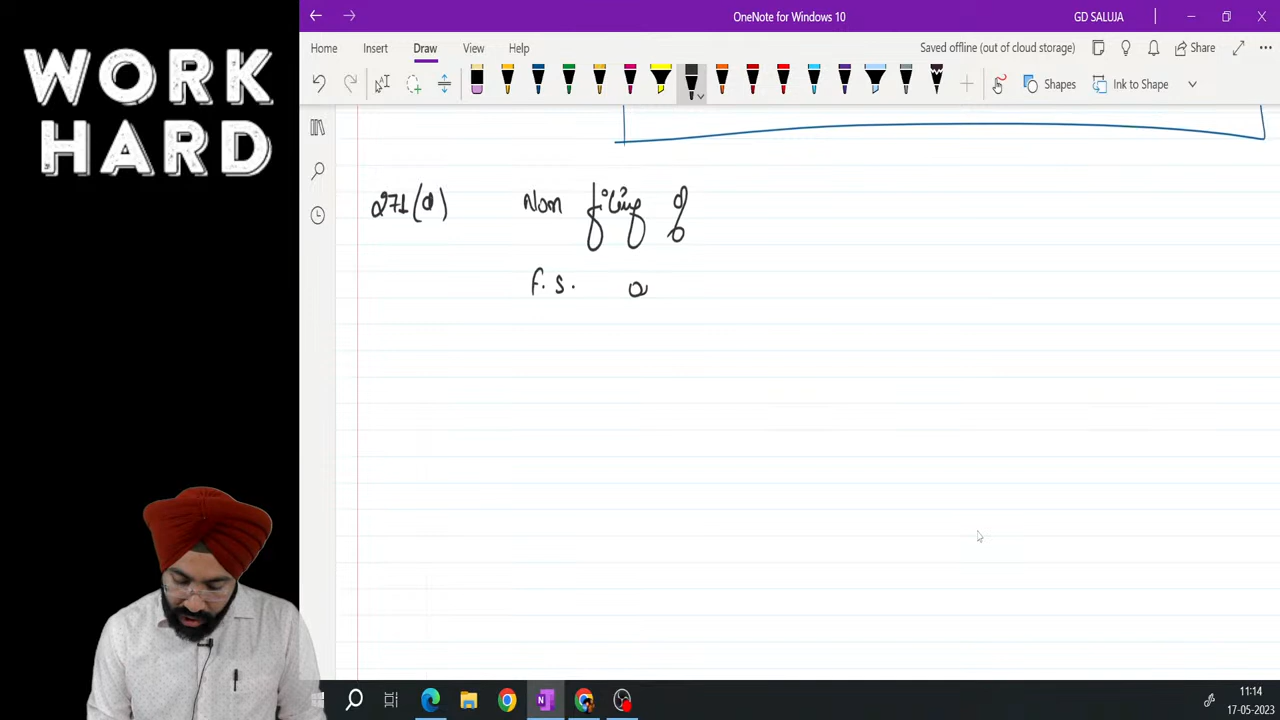 WORK
HARD
OneNote for Windows 10
GD SALUJA
Home Insert Draw View Help
Saved offline (out of cloud storage)
Share
Shapes
Ink to Shape
271(d) Non filing of
F.S. a
11:14
17-05-2023